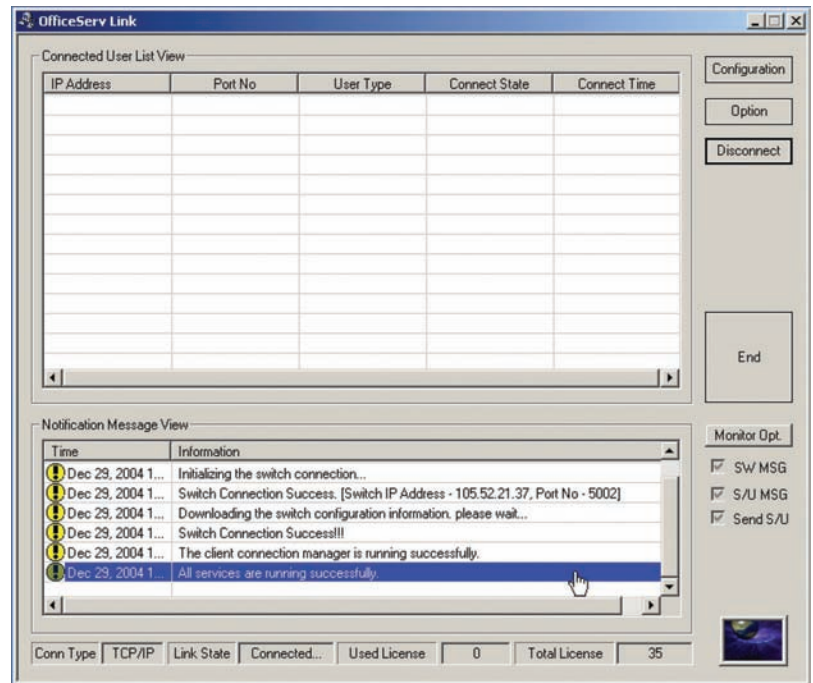 OfficeServ Link
Connected User List View
IP Address Port No User Type Connect State Connect Time
Configuration
Option
Disconnect
End
Notification Message View
Time Information
Dec 29, 2004 1... Initializing the switch connection...
Dec 29, 2004 1... Switch Connection Success. [Switch IP Address - 105.52.21.37, Port No - 5002]
Dec 29, 2004 1... Downloading the switch configuration information. please wait...
Dec 29, 2004 1... Switch Connection Success!!!
Dec 29, 2004 1... The client connection manager is running successfully.
Dec 29, 2004 1... All services are running successfully.
Monitor Opt.
SW MSG
S/U MSG
Send S/U
Conn Type TCP/IP Link State Connected... Used License 0 Total License 35